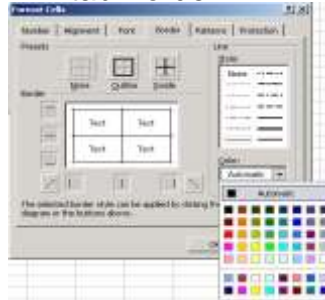 Format Cells
Number Alignment Font Border Patterns Protection
Presets
Line
Style:
None
None Outline Inside
Border
Text Text
Text Text
Color:
Automatic
Automatic
The selected border style can be applied by clicking the
diagram or the buttons above.